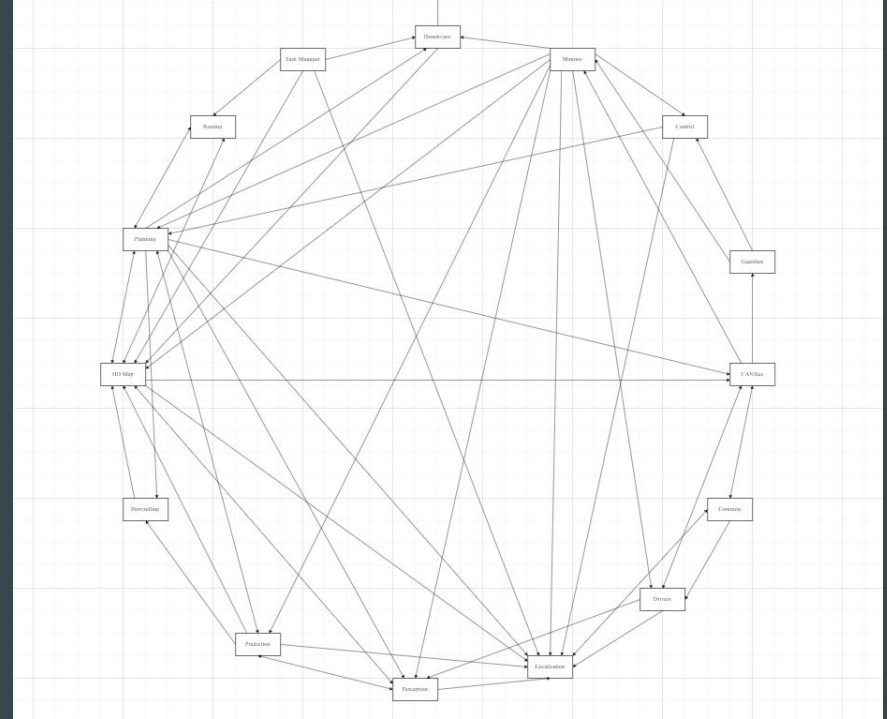 Dreamview
Task Manager
Monitor
Routing
Control
Planning
Guardian
HD Map
CANBus
Storytelling
Common
Drivers
Prediction
Localization
Perception